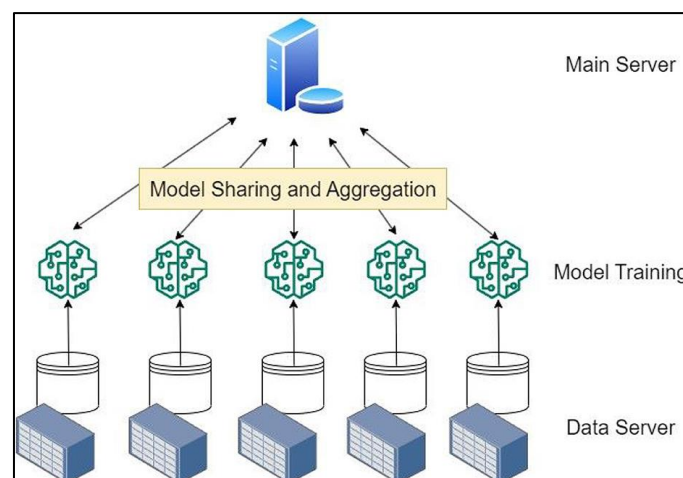 Main Server
Model Sharing and Aggregation
Model Training
Data Server